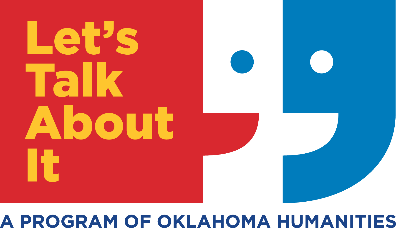 Let's
Talk
About
It
A PROGRAM OF OKLAHOMA HUMANITIES